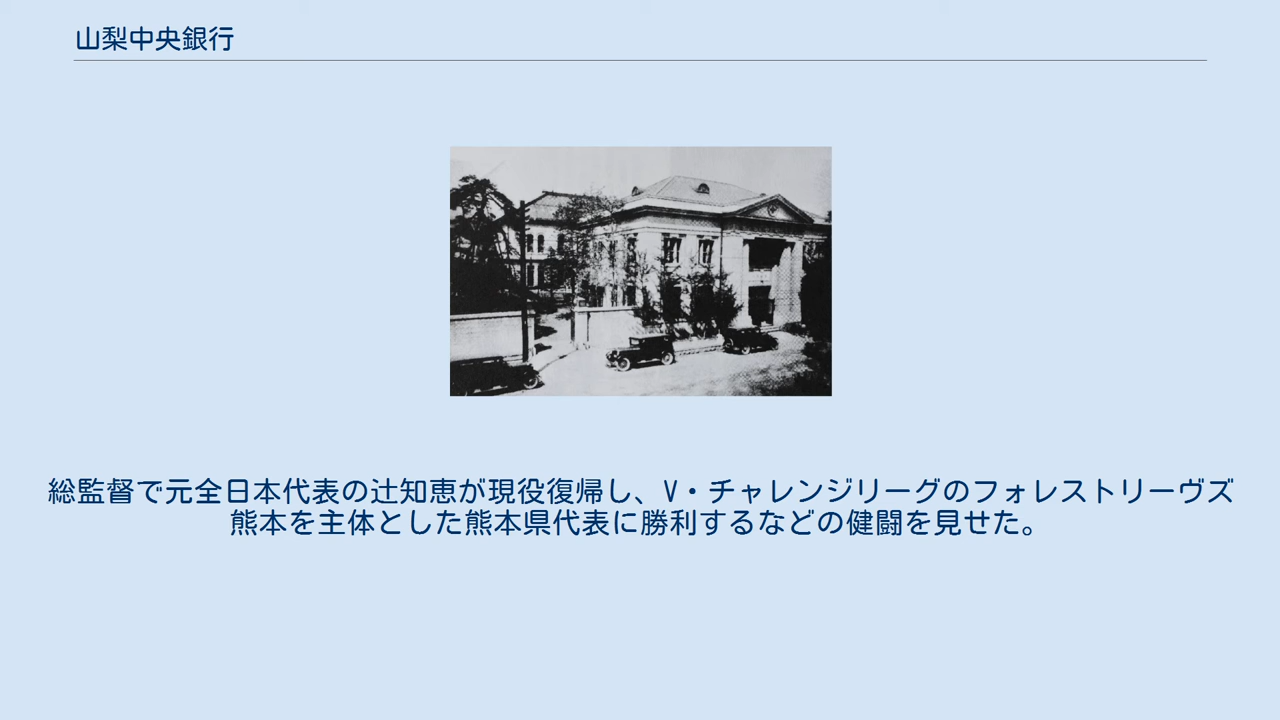 山梨中央銀行
総監督で元全日本代表の辻知恵が現役復帰し、V・チャレンジリーグのフォレストリーヴズ
熊本を主体とした熊本県代表に勝利するなどの健闘を見せた。